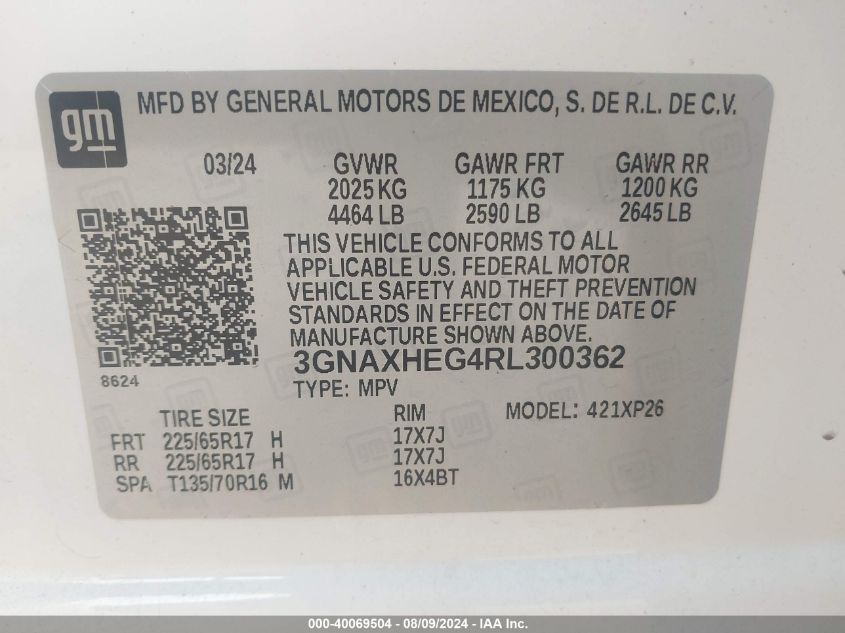 gm
MFD BY GENERAL MOTORS DE MEXICO, S. DE R.L. DE C.V.
03/24 GVWR GAWR FRT GAWR RR
2025 KG 1175 KG 1200 KG
4464 LB 2590 LB 2645 LB
THIS VEHICLE CONFORMS TO ALL
APPLICABLE U.S. FEDERAL MOTOR
VEHICLE SAFETY AND THEFT PREVENTION
STANDARDS IN EFFECT ON THE DATE OF
MANUFACTURE SHOWN ABOVE.
3GNAXHEG4RL300362
8624
TYPE: MPV
TIRE SIZE RIM MODEL: 421XP26
FRT 225/65R17 H 17X7J
RR 225/65R17 H 17X7J
SPA T135/70R16 M 16X4BT
000-40069504 - 08/09/2024 - IAA Inc.